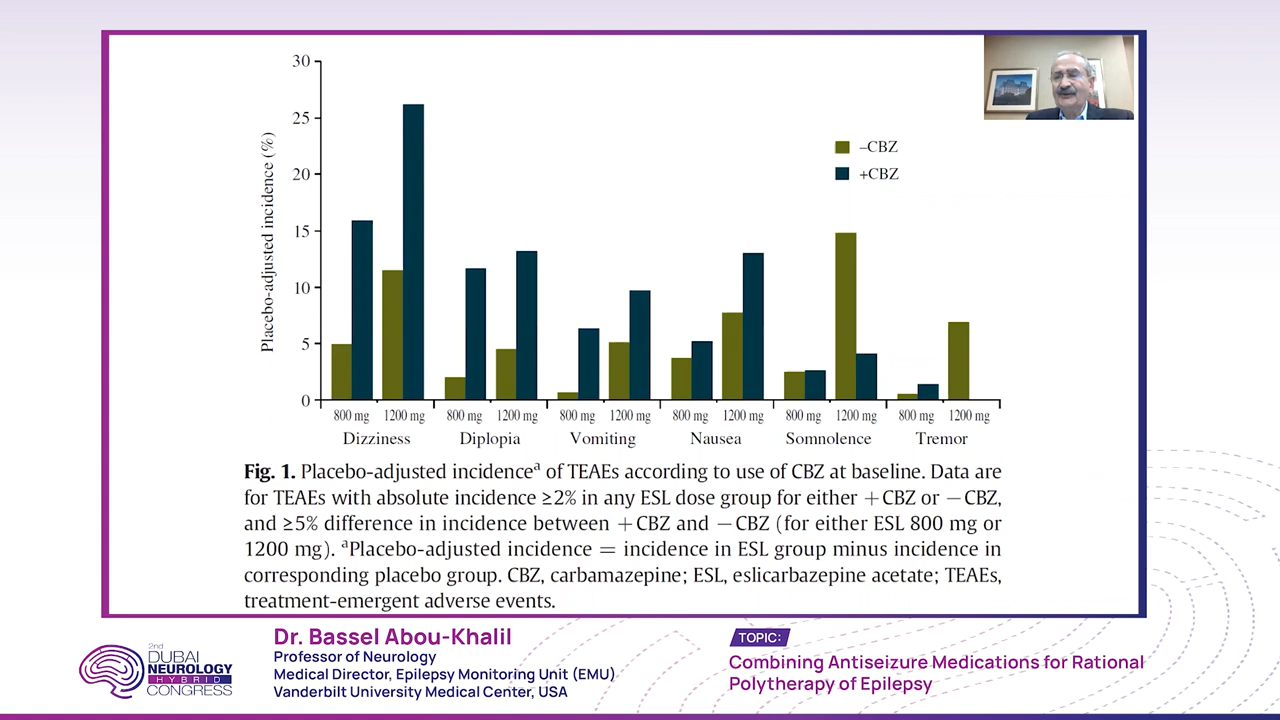 30
25
20
15
10
5
0
Placebo-adjusted incidence (%)
–CBZ
+CBZ
800 mg 1200 mg 800 mg 1200 mg 800 mg 1200 mg 800 mg 1200 mg 800 mg 1200 mg 800 mg 1200 mg
Dizziness Diplopia Vomiting Nausea Somnolence Tremor
Fig. 1. Placebo-adjusted incidenceᵃ of TEAEs according to use of CBZ at baseline. Data are
for TEAEs with absolute incidence ≥2% in any ESL dose group for either +CBZ or −CBZ,
and ≥5% difference in incidence between +CBZ and −CBZ (for either ESL 800 mg or
1200 mg). ᵃPlacebo-adjusted incidence = incidence in ESL group minus incidence in
corresponding placebo group. CBZ, carbamazepine; ESL, eslicarbazepine acetate; TEAEs,
treatment-emergent adverse events.
2nd
DUBAI
NEUROLOGY
HYBRID
CONGRESS
Dr. Bassel Abou-Khalil
Professor of Neurology
Medical Director, Epilepsy Monitoring Unit (EMU)
Vanderbilt University Medical Center, USA
TOPIC:
Combining Antiseizure Medications for Rational
Polytherapy of Epilepsy